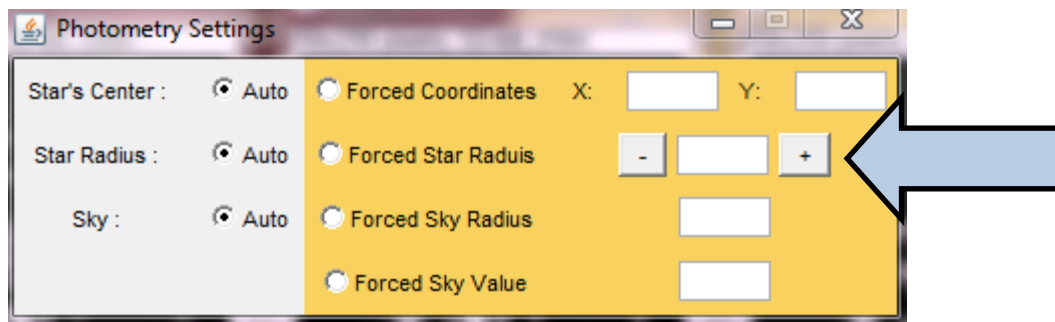 Photometry Settings
Star's Center : Auto Forced Coordinates X: Y:
Star Radius : Auto Forced Star Raduis - +
Sky : Auto Forced Sky Radius
Forced Sky Value